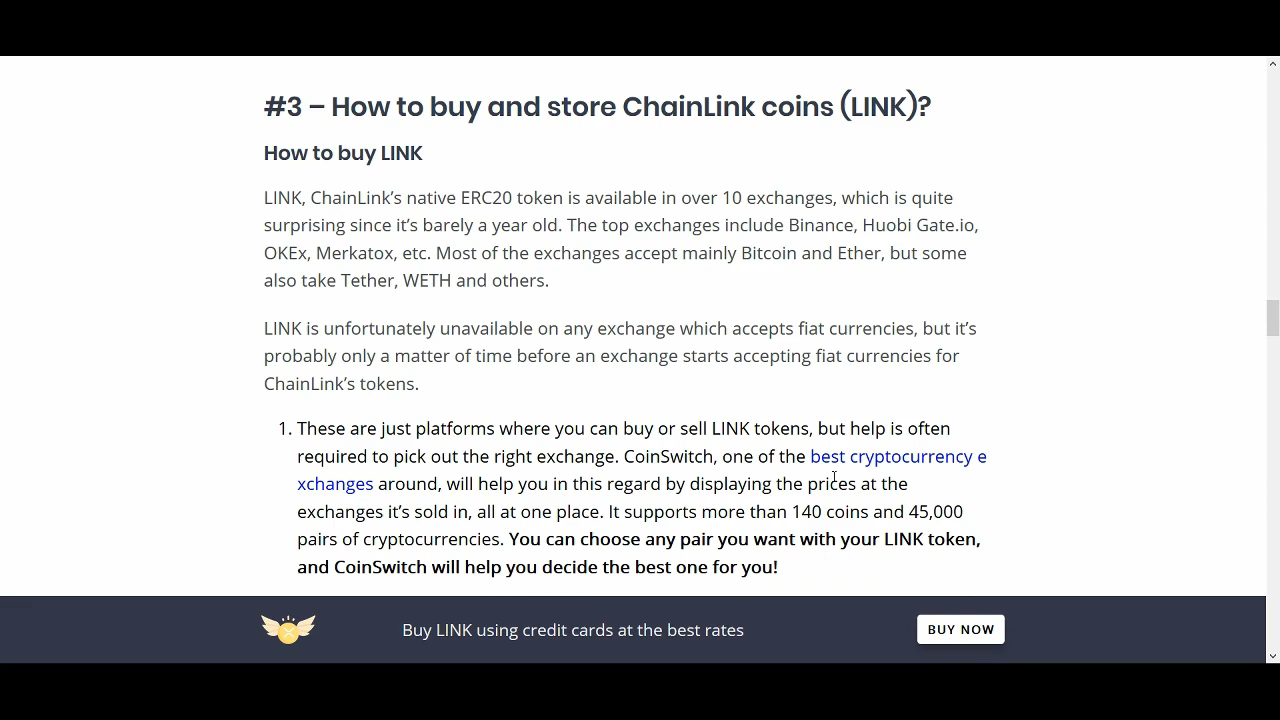 #3 – How to buy and store ChainLink coins (LINK)?
How to buy LINK
LINK, ChainLink's native ERC20 token is available in over 10 exchanges, which is quite
surprising since it's barely a year old. The top exchanges include Binance, Huobi Gate.io,
OKEx, Merkatox, etc. Most of the exchanges accept mainly Bitcoin and Ether, but some
also take Tether, WETH and others.
LINK is unfortunately unavailable on any exchange which accepts fiat currencies, but it's
probably only a matter of time before an exchange starts accepting fiat currencies for
ChainLink's tokens.
1. These are just platforms where you can buy or sell LINK tokens, but help is often
required to pick out the right exchange. CoinSwitch, one of the best cryptocurrency e
xchanges around, will help you in this regard by displaying the prices at the
exchanges it's sold in, all at one place. It supports more than 140 coins and 45,000
pairs of cryptocurrencies. You can choose any pair you want with your LINK token,
and CoinSwitch will help you decide the best one for you!
Buy LINK using credit cards at the best rates
BUY NOW